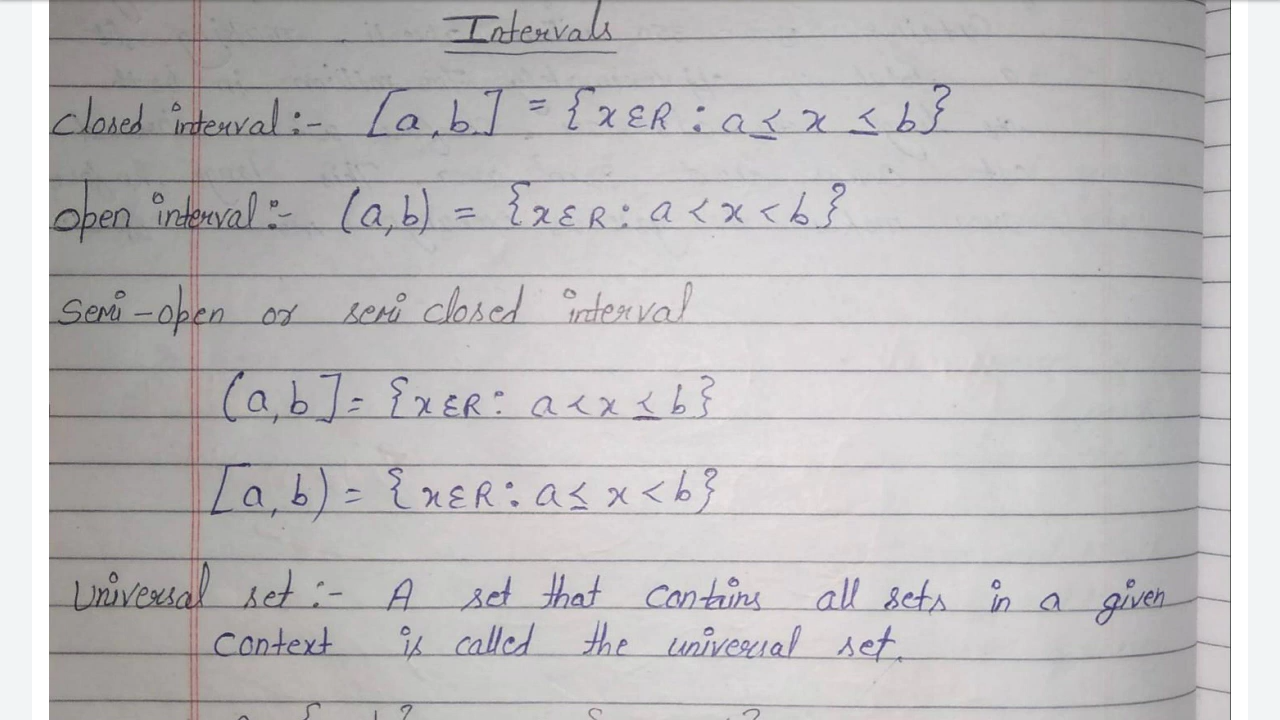 Intervals
Closed interval :- [a, b] = {x ε R : a ≤ x ≤ b}
Open interval :- (a, b) = {x ε R : a < x < b}
Semi-open or semi closed interval
(a, b] = {x ε R : a < x ≤ b}
[a, b) = {x ε R : a ≤ x < b}
Universal set :- A set that contains all sets in a given
context is called the universal set.